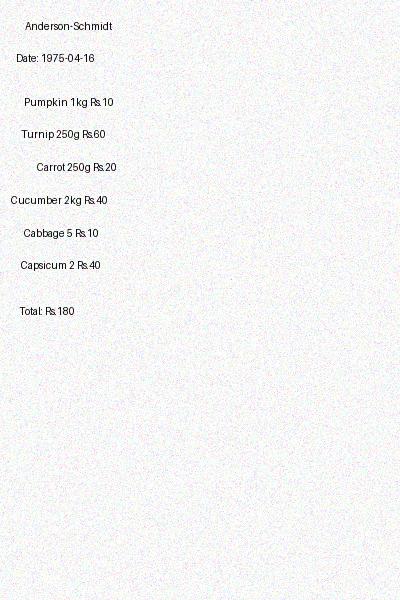 Anderson-Schmidt
Date: 1975-04-16
Pumpkin 1kg Rs.10
Turnip 250g Rs.60
Carrot 250g Rs.20
Cucumber 2kg Rs.40
Cabbage 5 Rs.10
Capsicum 2 Rs.40
Total: Rs.180